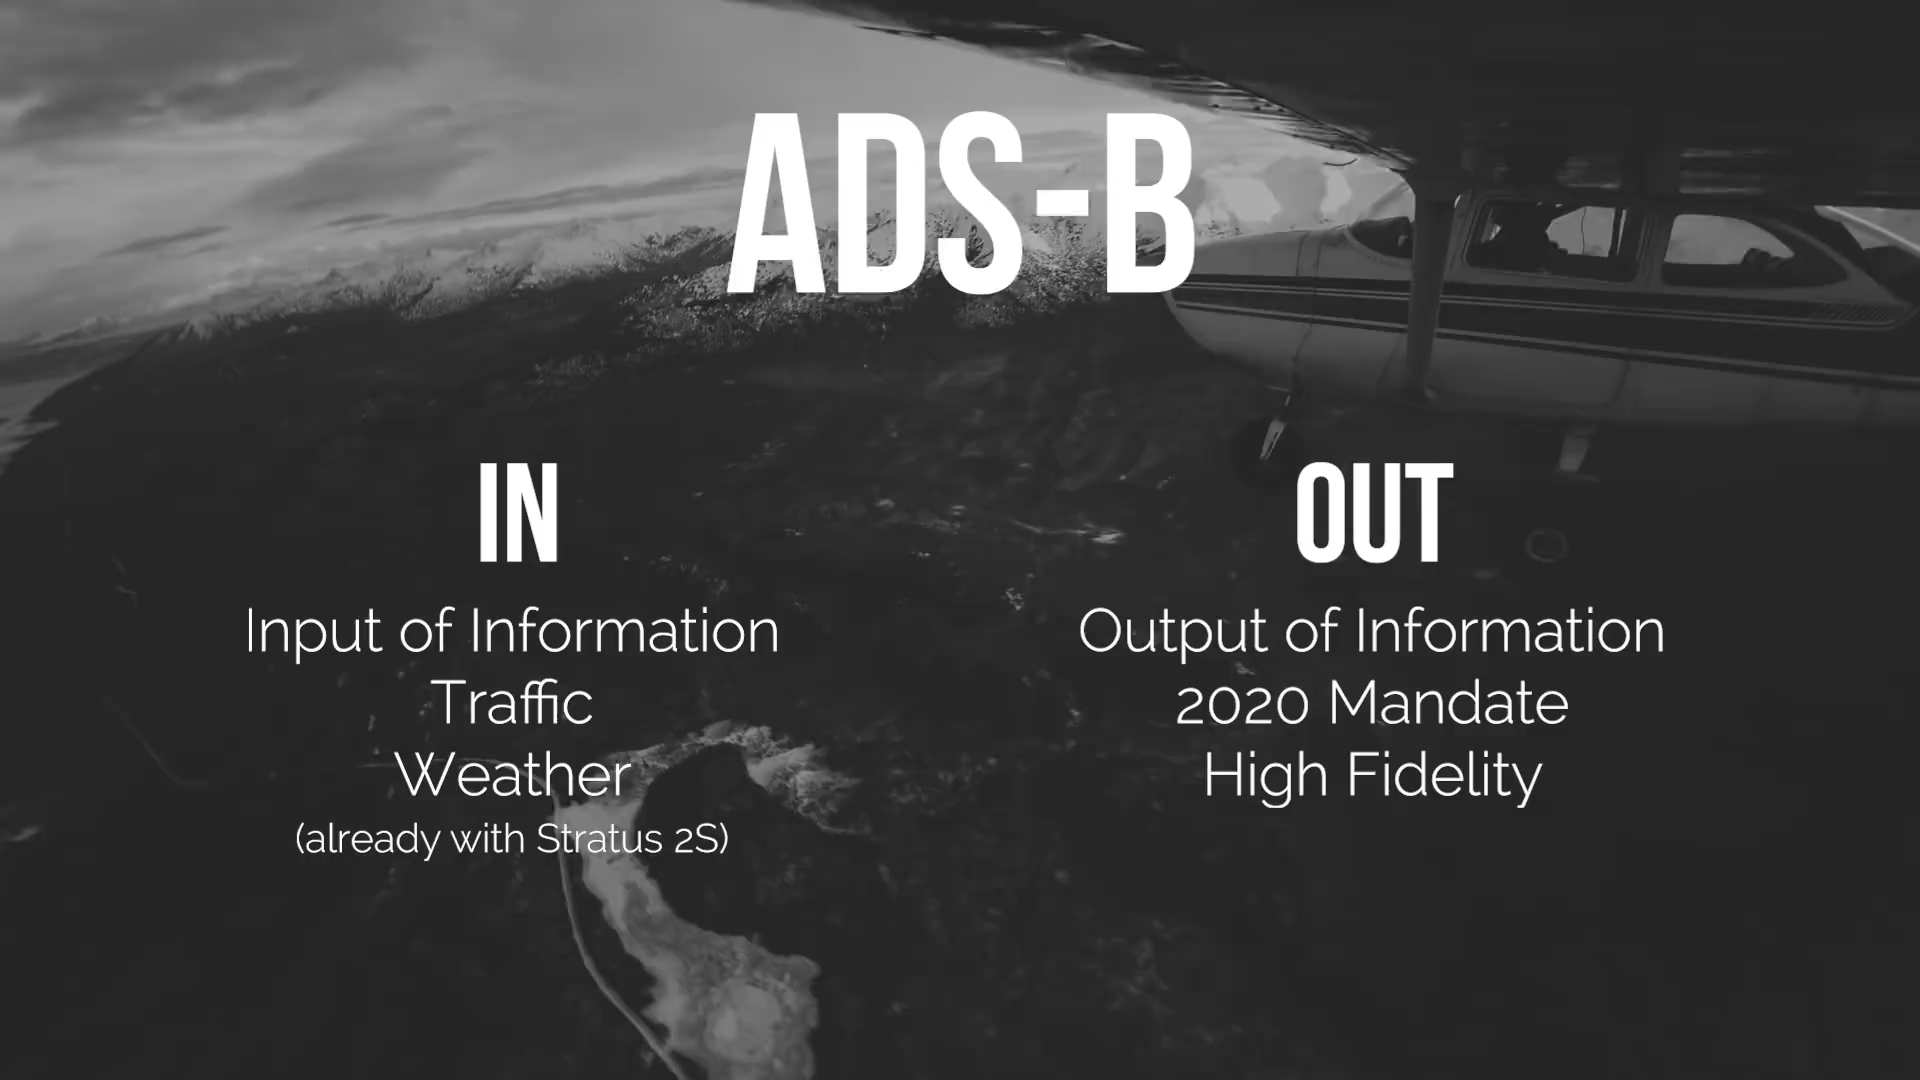 ADS-B
IN
Input of Information
Traffic
Weather
(already with Stratus 2S)
OUT
Output of Information
2020 Mandate
High Fidelity